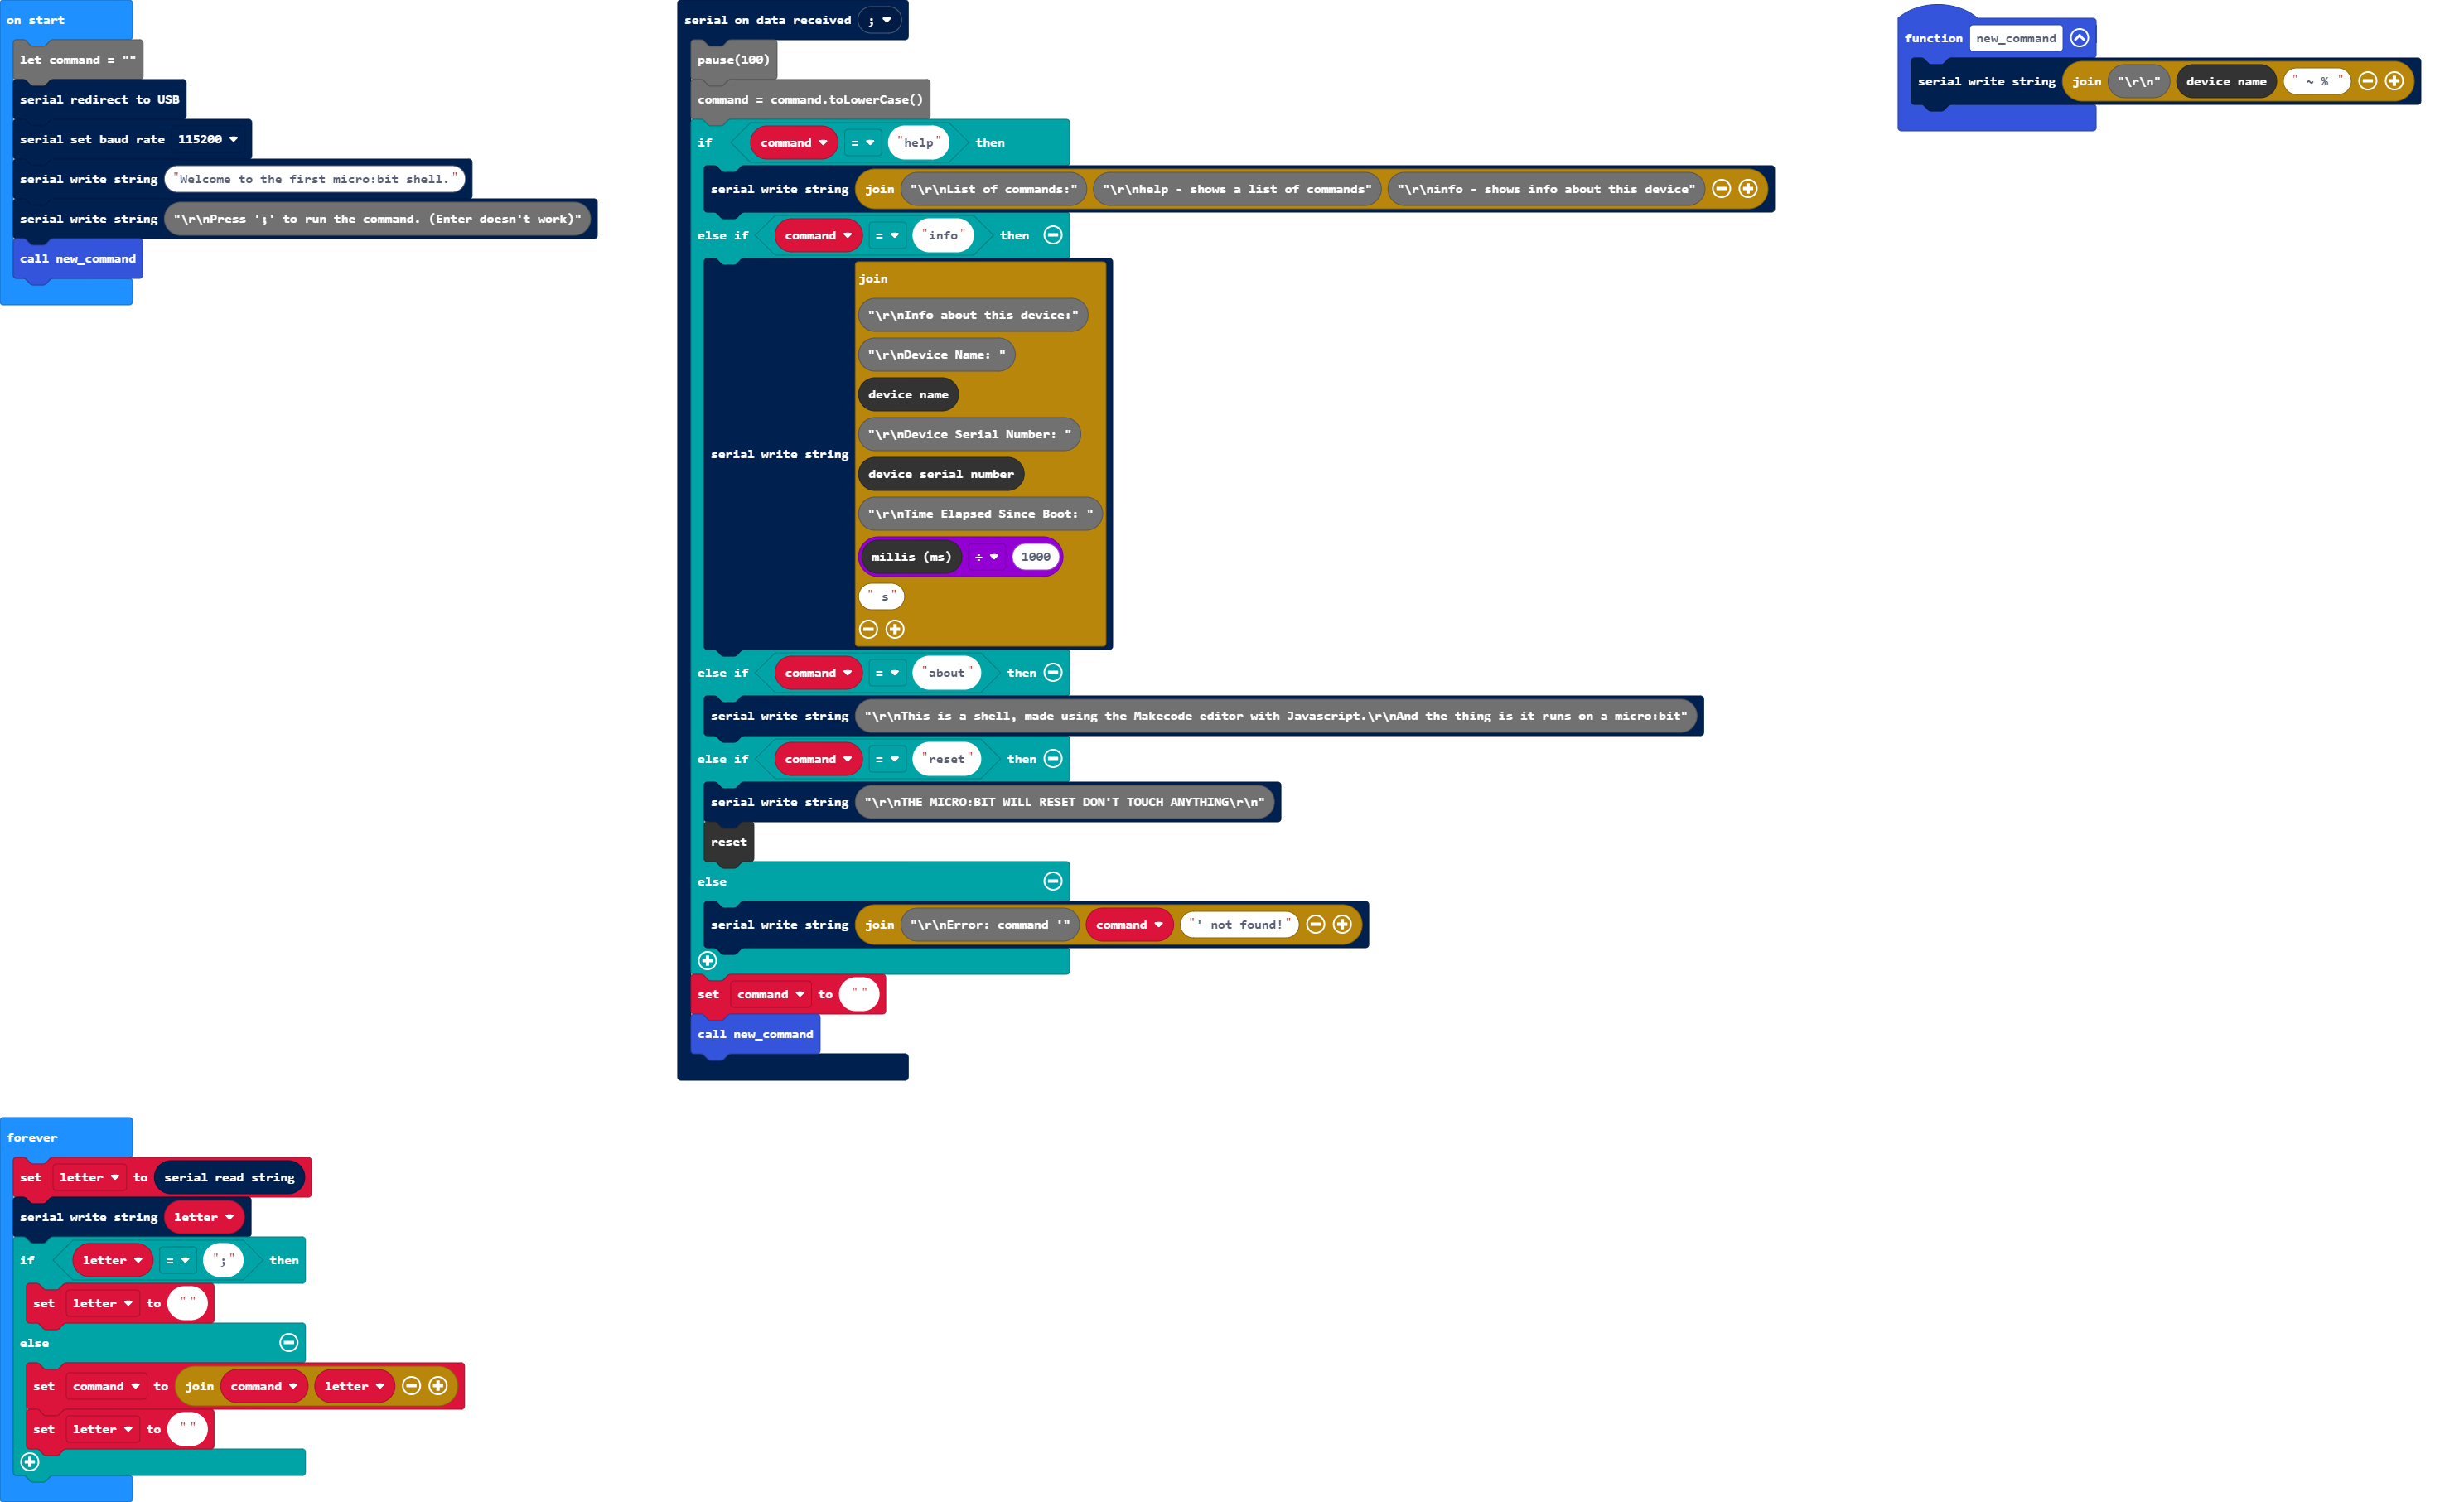 on start
let command = ""
serial redirect to USB
serial set baud rate 115200
serial write string "Welcome to the first micro:bit shell."
serial write string "\r\nPress ';' to run the command. (Enter doesn't work)"
call new_command
serial on data received ;
pause(100)
command = command.toLowerCase()
if command = "help" then
serial write string join "\r\nList of commands:" "\r\nhelp - shows a list of commands" "\r\ninfo - shows info about this device"
else if command = "info" then
serial write string
join
"\r\nInfo about this device:"
"\r\nDevice Name: "
device name
"\r\nDevice Serial Number: "
device serial number
"\r\nTime Elapsed Since Boot: "
millis (ms) ÷ 1000
" s"
else if command = "about" then
serial write string "\r\nThis is a shell, made using the Makecode editor with Javascript.\r\nAnd the thing is it runs on a micro:bit"
else if command = "reset" then
serial write string "\r\nTHE MICRO:BIT WILL RESET DON'T TOUCH ANYTHING\r\n"
reset
else
serial write string join "\r\nError: command '" command "' not found!"
set command to ""
call new_command
function new_command
serial write string join "\r\n" device name " ~ % "
forever
set letter to serial read string
serial write string letter
if letter = ";" then
set letter to ""
else
set command to join command letter
set letter to ""